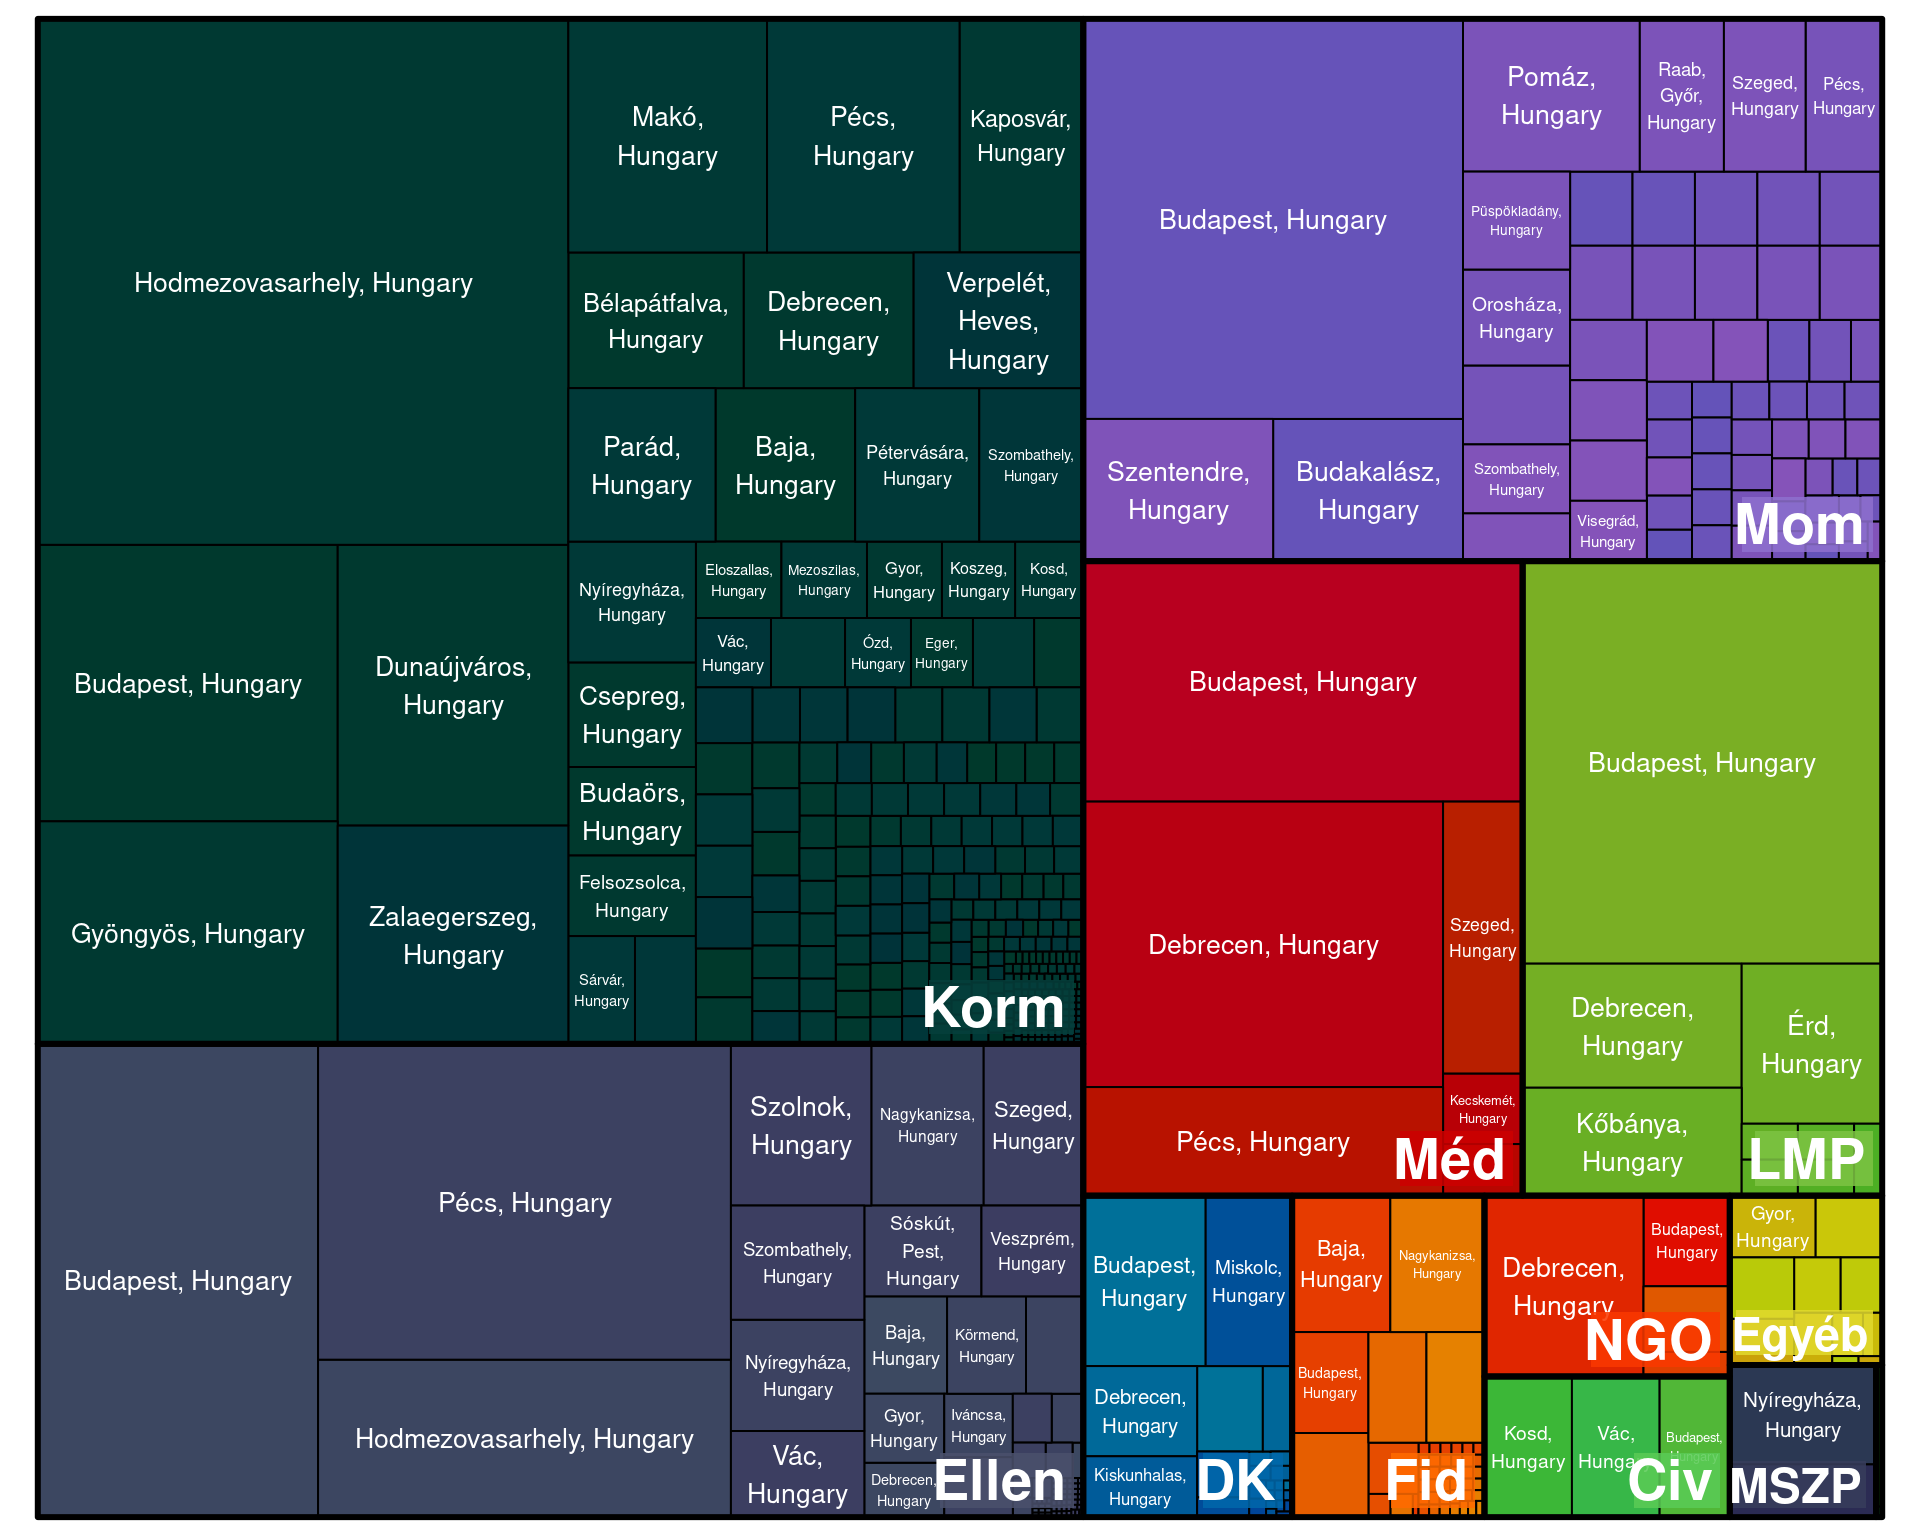 Hodmezovasarhely, Hungary
Makó,
Hungary
Pécs,
Hungary
Kaposvár,
Hungary
Bélapátfalva,
Hungary
Debrecen,
Hungary
Verpelét,
Heves,
Hungary
Parád,
Hungary
Baja,
Hungary
Pétervására,
Hungary
Szombathely,
Hungary
Budapest, Hungary
Dunaújváros,
Hungary
Gyöngyös, Hungary
Zalaegerszeg,
Hungary
Nyíregyháza,
Hungary
Eloszallas,
Hungary
Mezoszilas,
Hungary
Gyor,
Hungary
Koszeg,
Hungary
Kosd,
Hungary
Vác,
Hungary
Ózd,
Hungary
Eger,
Hungary
Csepreg,
Hungary
Budaörs,
Hungary
Felsozsolca,
Hungary
Sárvár,
Hungary
Korm
Budapest, Hungary
Pécs, Hungary
Hodmezovasarhely, Hungary
Szolnok,
Hungary
Nagykanizsa,
Hungary
Szeged,
Hungary
Szombathely,
Hungary
Sóskút,
Pest,
Hungary
Veszprém,
Hungary
Nyíregyháza,
Hungary
Baja,
Hungary
Körmend,
Hungary
Vác,
Hungary
Gyor,
Hungary
Iváncsa,
Hungary
Debrecen,
Hungary
Ellen
Budapest, Hungary
Szentendre,
Hungary
Budakalász,
Hungary
Pomáz,
Hungary
Raab,
Győr,
Hungary
Szeged,
Hungary
Pécs,
Hungary
Püspökladány,
Hungary
Orosháza,
Hungary
Szombathely,
Hungary
Visegrád,
Hungary
Mom
Budapest, Hungary
Debrecen, Hungary
Szeged,
Hungary
Kecskemét,
Hungary
Pécs, Hungary
Méd
Budapest, Hungary
Debrecen,
Hungary
Érd,
Hungary
Kőbánya,
Hungary
LMP
Budapest,
Hungary
Miskolc,
Hungary
Debrecen,
Hungary
Kiskunhalas,
Hungary
DK
Baja,
Hungary
Nagykanizsa,
Hungary
Budapest,
Hungary
Fid
Debrecen,
Hungary
Budapest,
Hungary
NGO
Gyor,
Hungary
Egyéb
Kosd,
Hungary
Vác,
Hungary
Budapest,
Hungary
Civ
Nyíregyháza,
Hungary
MSZP